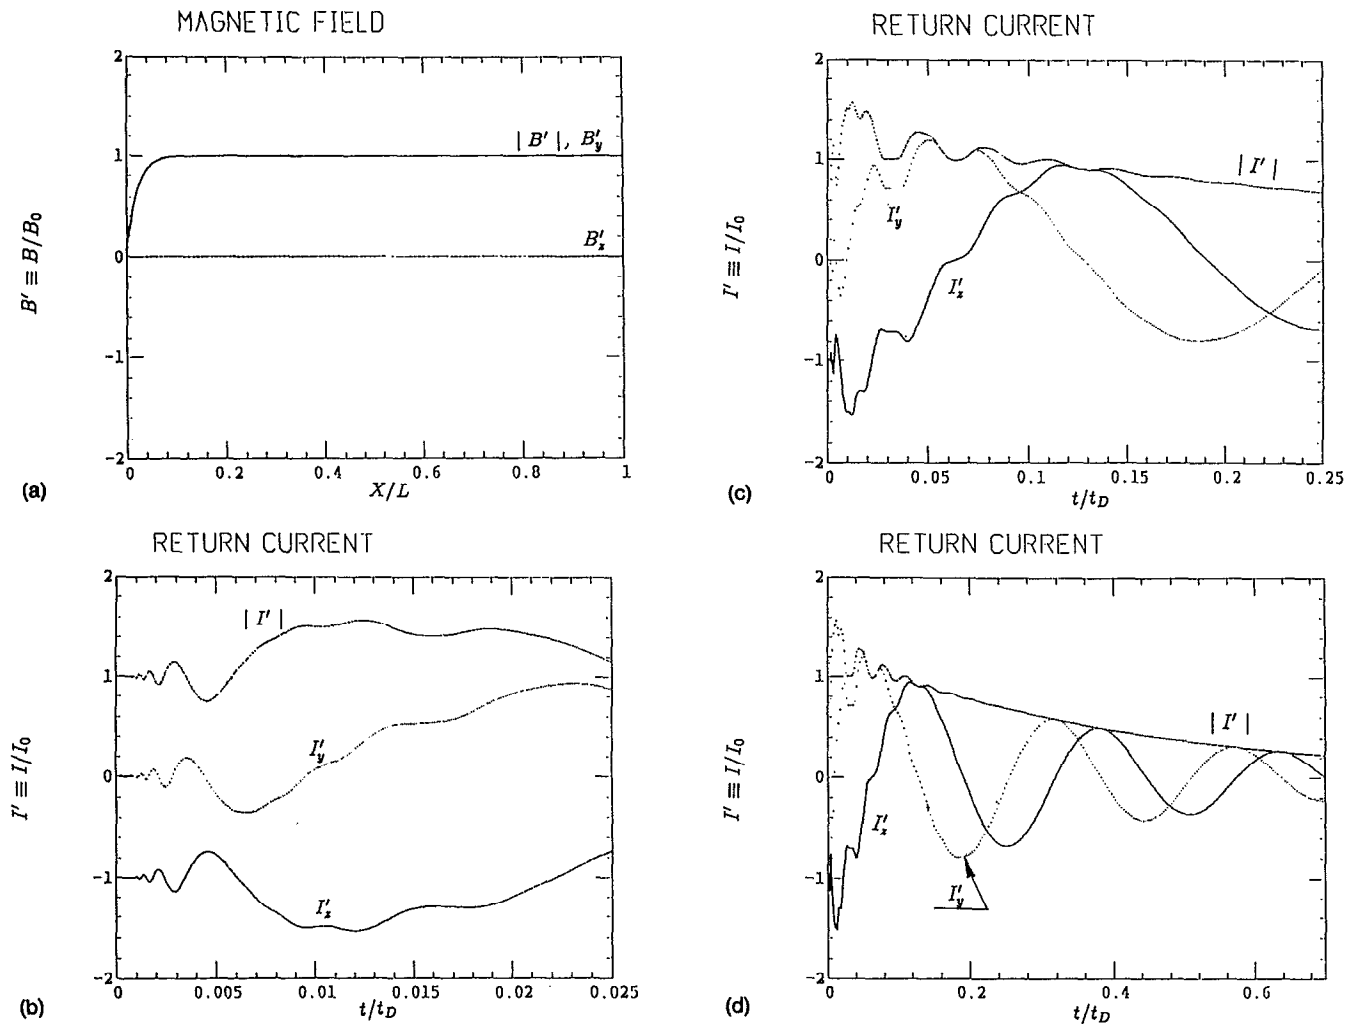 MAGNETIC FIELD
2
1
0
-1
-2
B' ≡ B/B₀
| B' | , B'y
B'z
0 0.2 0.4 0.6 0.8 1
X/L
(a)
RETURN CURRENT
2
1
0
-1
-2
I' ≡ I/I₀
| I' |
I'y
I'z
0 0.05 0.1 0.15 0.2 0.25
t/tD
(c)
RETURN CURRENT
2
1
0
-1
-2
I' ≡ I/I₀
| I' |
I'y
I'z
0 0.005 0.01 0.015 0.02 0.025
t/tD
(b)
RETURN CURRENT
2
1
0
-1
-2
I' ≡ I/I₀
| I' |
I'z
I'y
0 0.2 0.4 0.6
t/tD
(d)